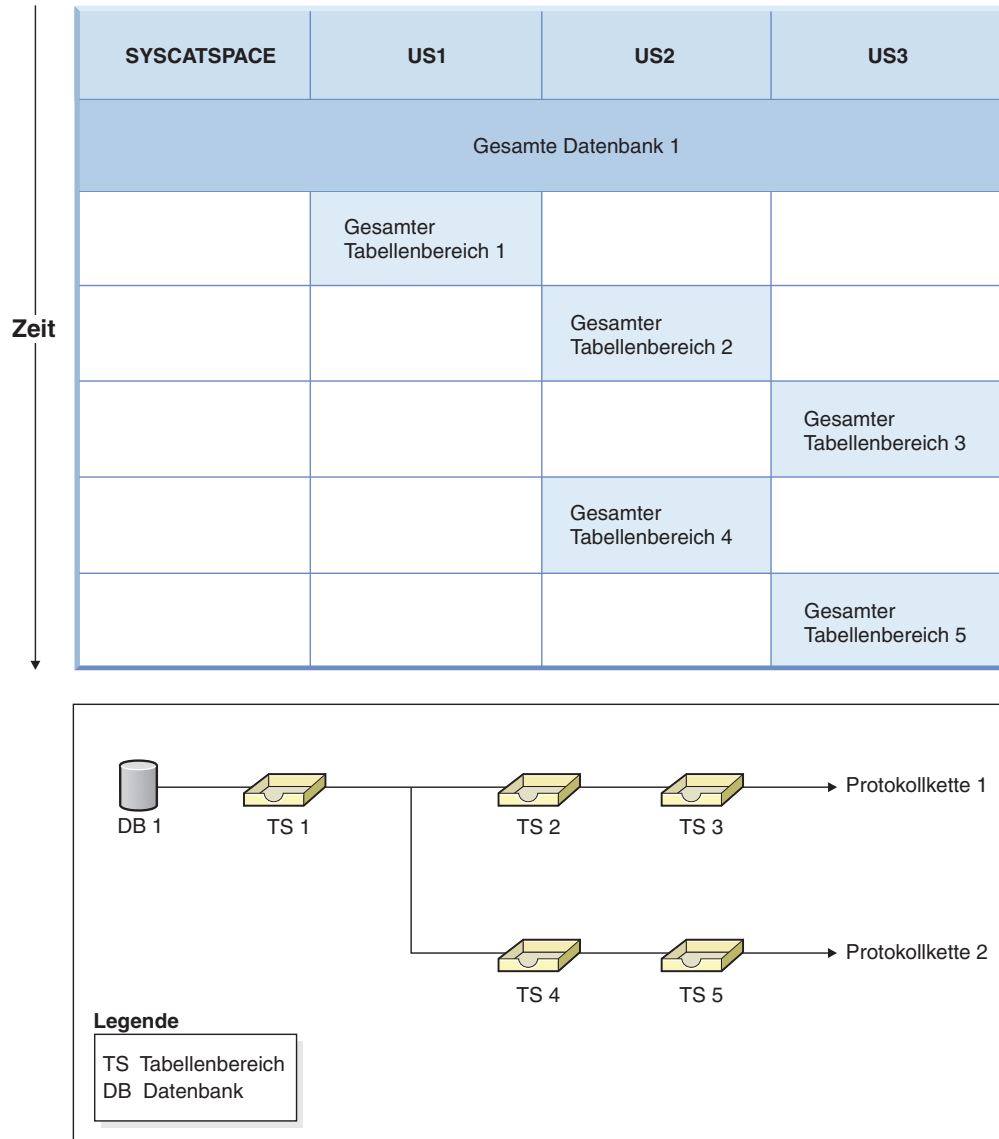 SYSCATSPACE US1 US2 US3
Gesamte Datenbank 1
Gesamter
Tabellenbereich 1
Gesamter
Tabellenbereich 2
Zeit
Gesamter
Tabellenbereich 3
Gesamter
Tabellenbereich 4
Gesamter
Tabellenbereich 5
DB 1 TS 1 TS 2 TS 3 Protokollkette 1
TS 4 TS 5 Protokollkette 2
Legende
TS Tabellenbereich
DB Datenbank